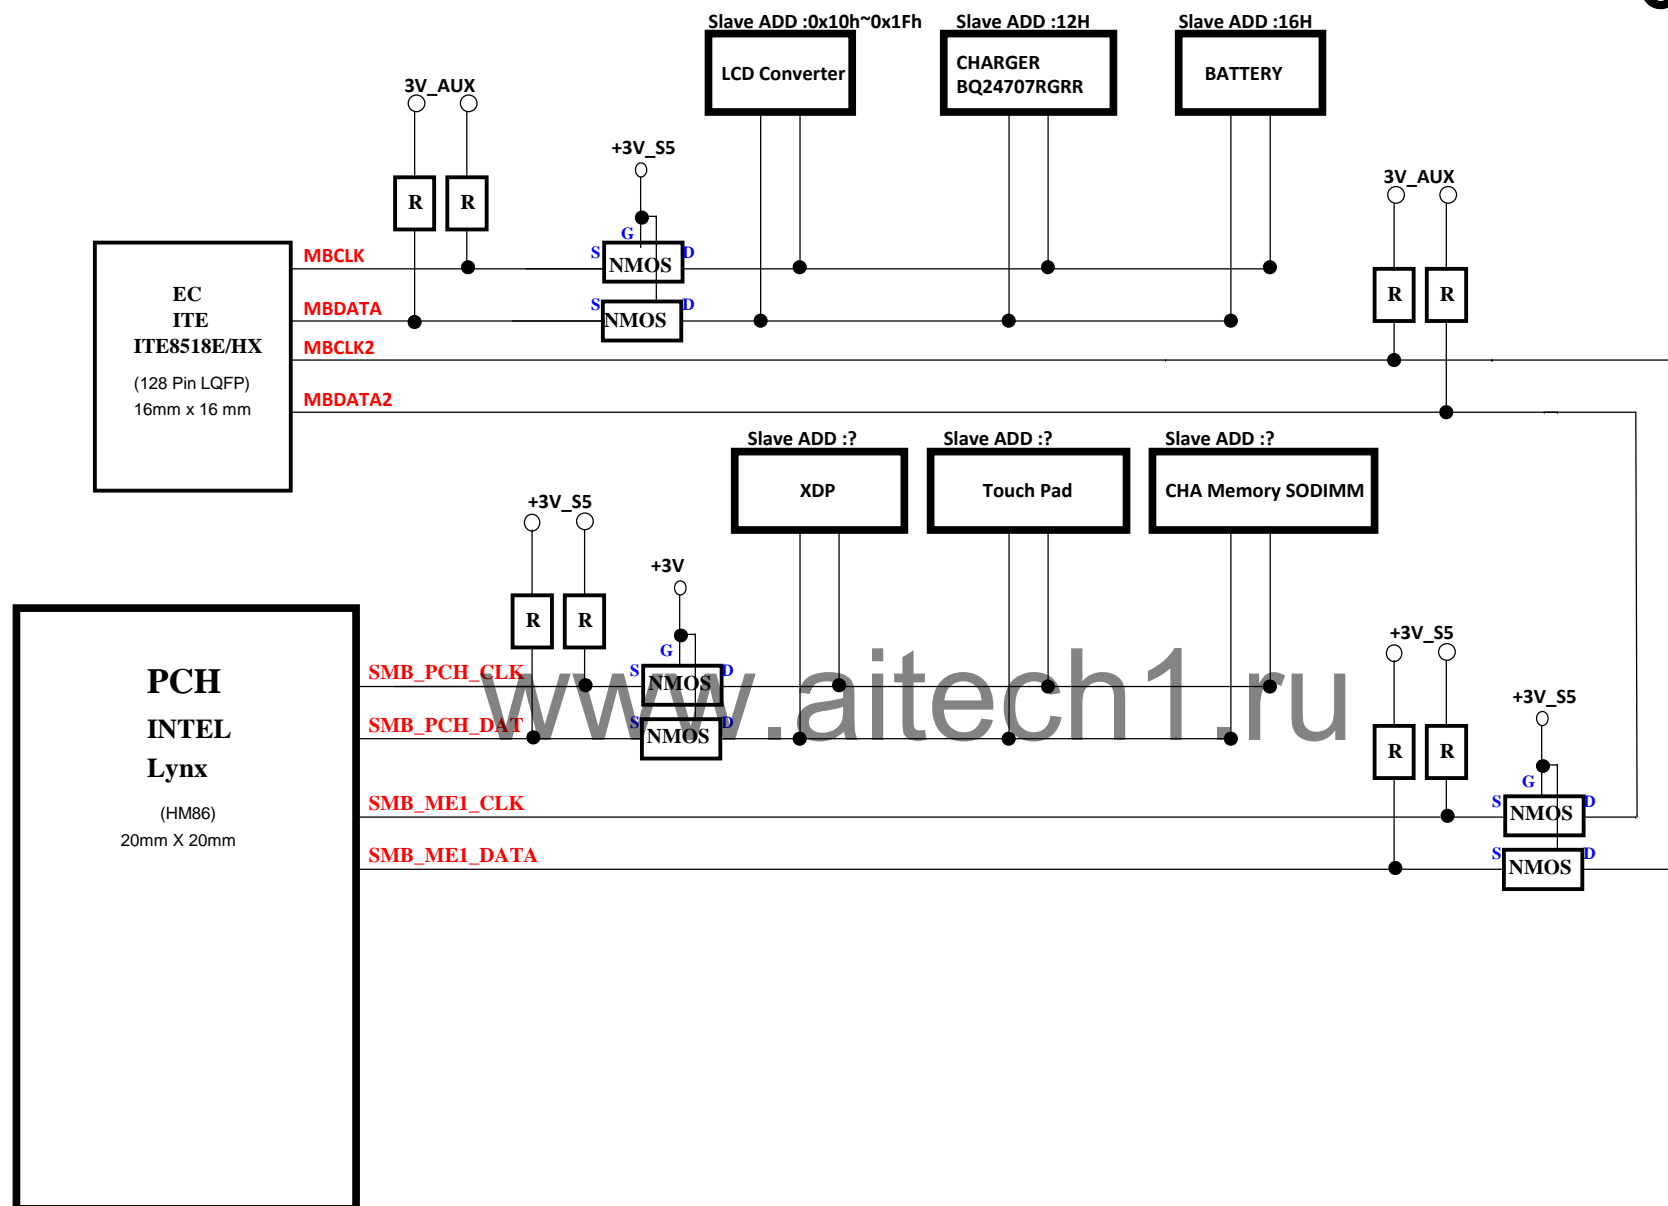 Slave ADD :0x10h~0x1Fh
Slave ADD :12H
Slave ADD :16H
LCD Converter
CHARGER
BQ24707RGRR
BATTERY
3V_AUX
R
R
+3V_S5
G
S
NMOS
D
S
NMOS
D
3V_AUX
R
R
EC
ITE
ITE8518E/HX
(128 Pin LQFP)
16mm x 16 mm
MBCLK
MBDATA
MBCLK2
MBDATA2
Slave ADD :?
Slave ADD :?
Slave ADD :?
XDP
Touch Pad
CHA Memory SODIMM
+3V_S5
R
R
+3V
G
S
NMOS
D
S
NMOS
D
PCH
INTEL
Lynx
(HM86)
20mm X 20mm
SMB_PCH_CLK
SMB_PCH_DAT
SMB_ME1_CLK
SMB_ME1_DATA
+3V_S5
R
R
+3V_S5
G
S
NMOS
D
S
NMOS
D
www.aitech1.ru